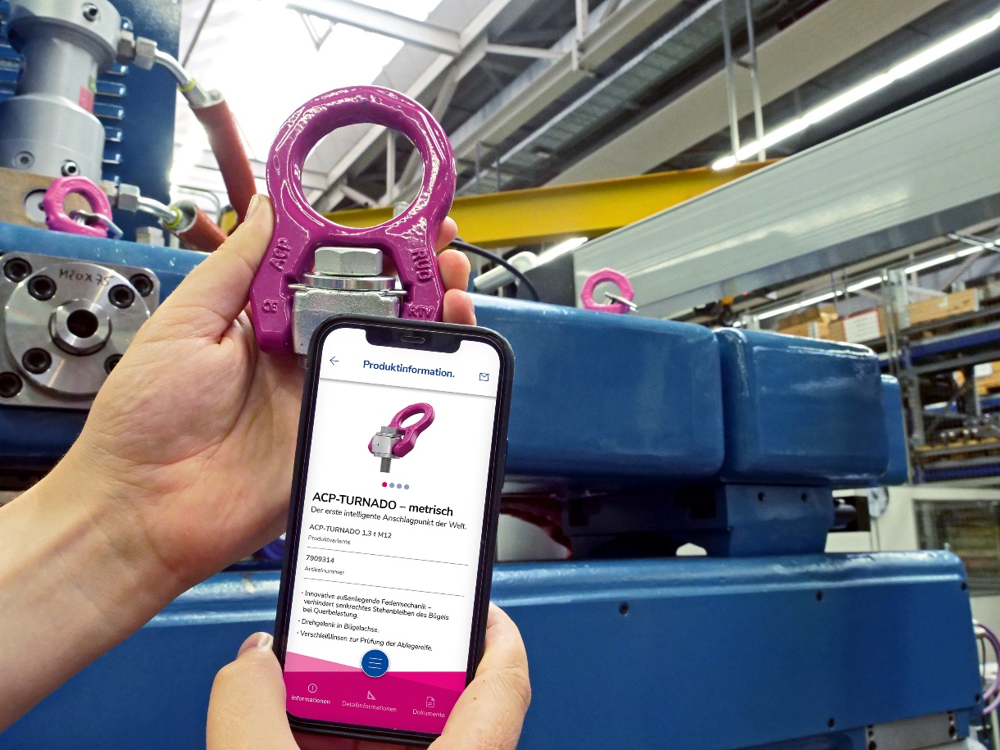 ACP
RUD
M20x75
Produktinformation.
ACP-TURNADO – metrisch
Der erste intelligente Anschlagpunkt der Welt.
ACP-TURNADO 1,3 t M12
Produktvariante
7909314
Artikelnummer
· Innovative außenliegende Federmechanik –
verhindert senkrechtes Stehenbleiben des Bügels
bei Querbelastung.
· Drehgelenk in Bügelachse.
· Verschleißlinsen zur Prüfung der Ablegereife.
Informationen
Detailinformationen
Dokumente